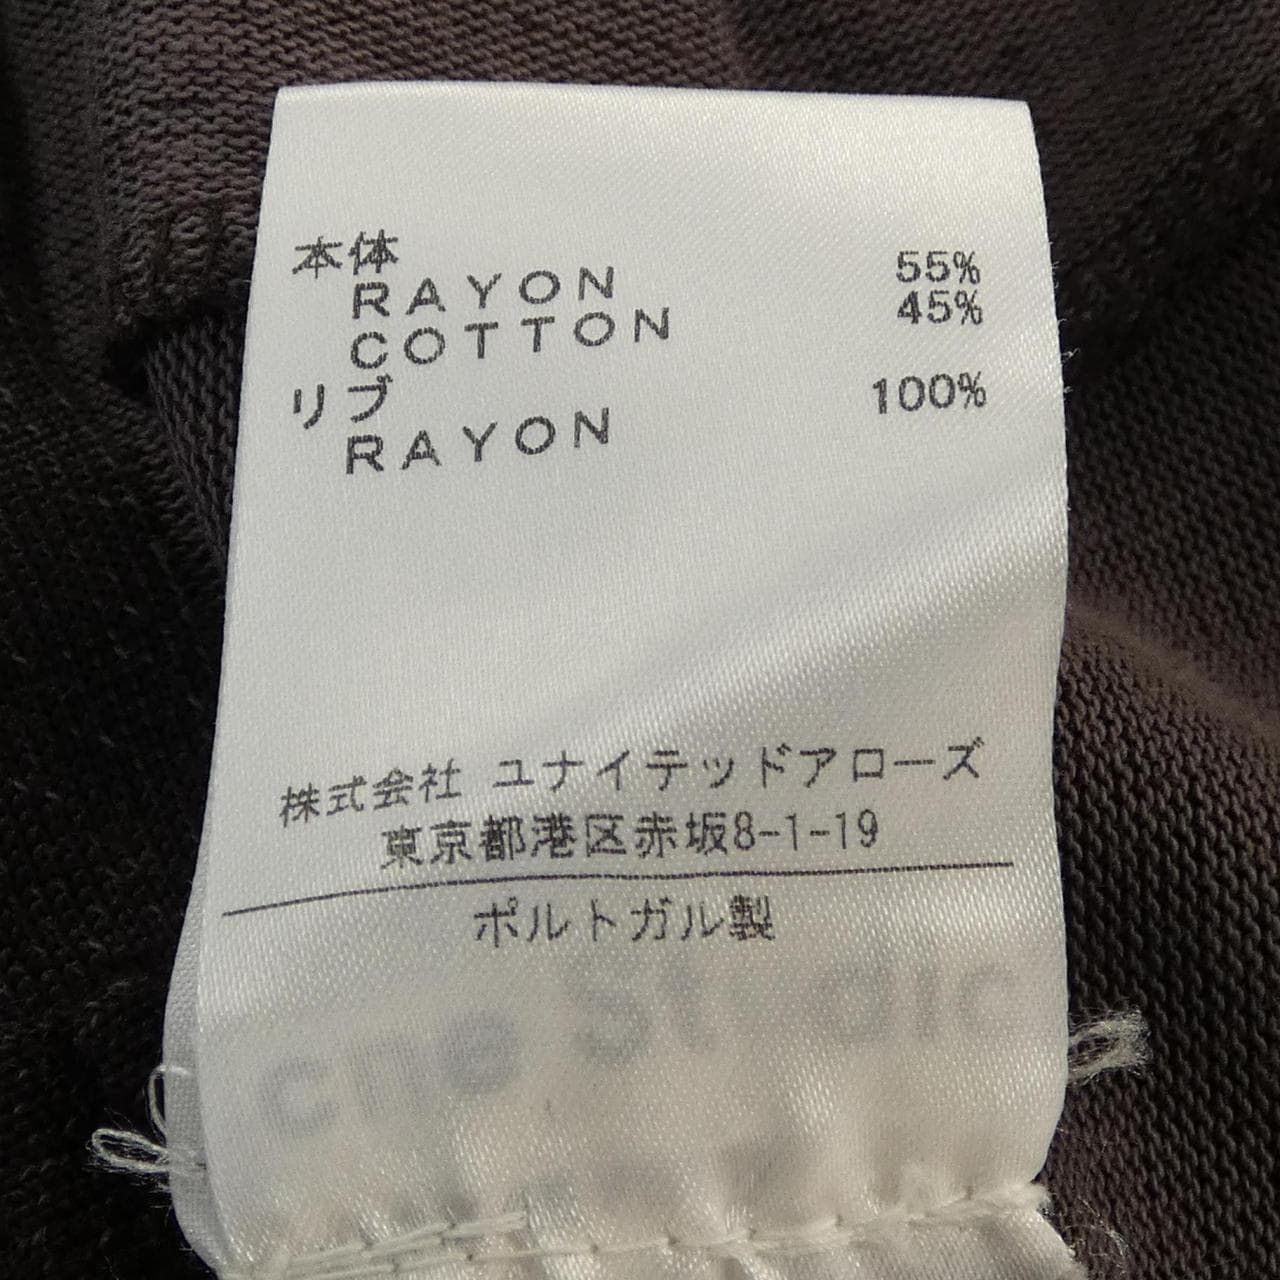 本体
RAYON 55%
COTTON 45%
リブ
RAYON 100%
株式会社 ユナイテッドアローズ
東京都港区赤坂8-1-19
ポルトガル製